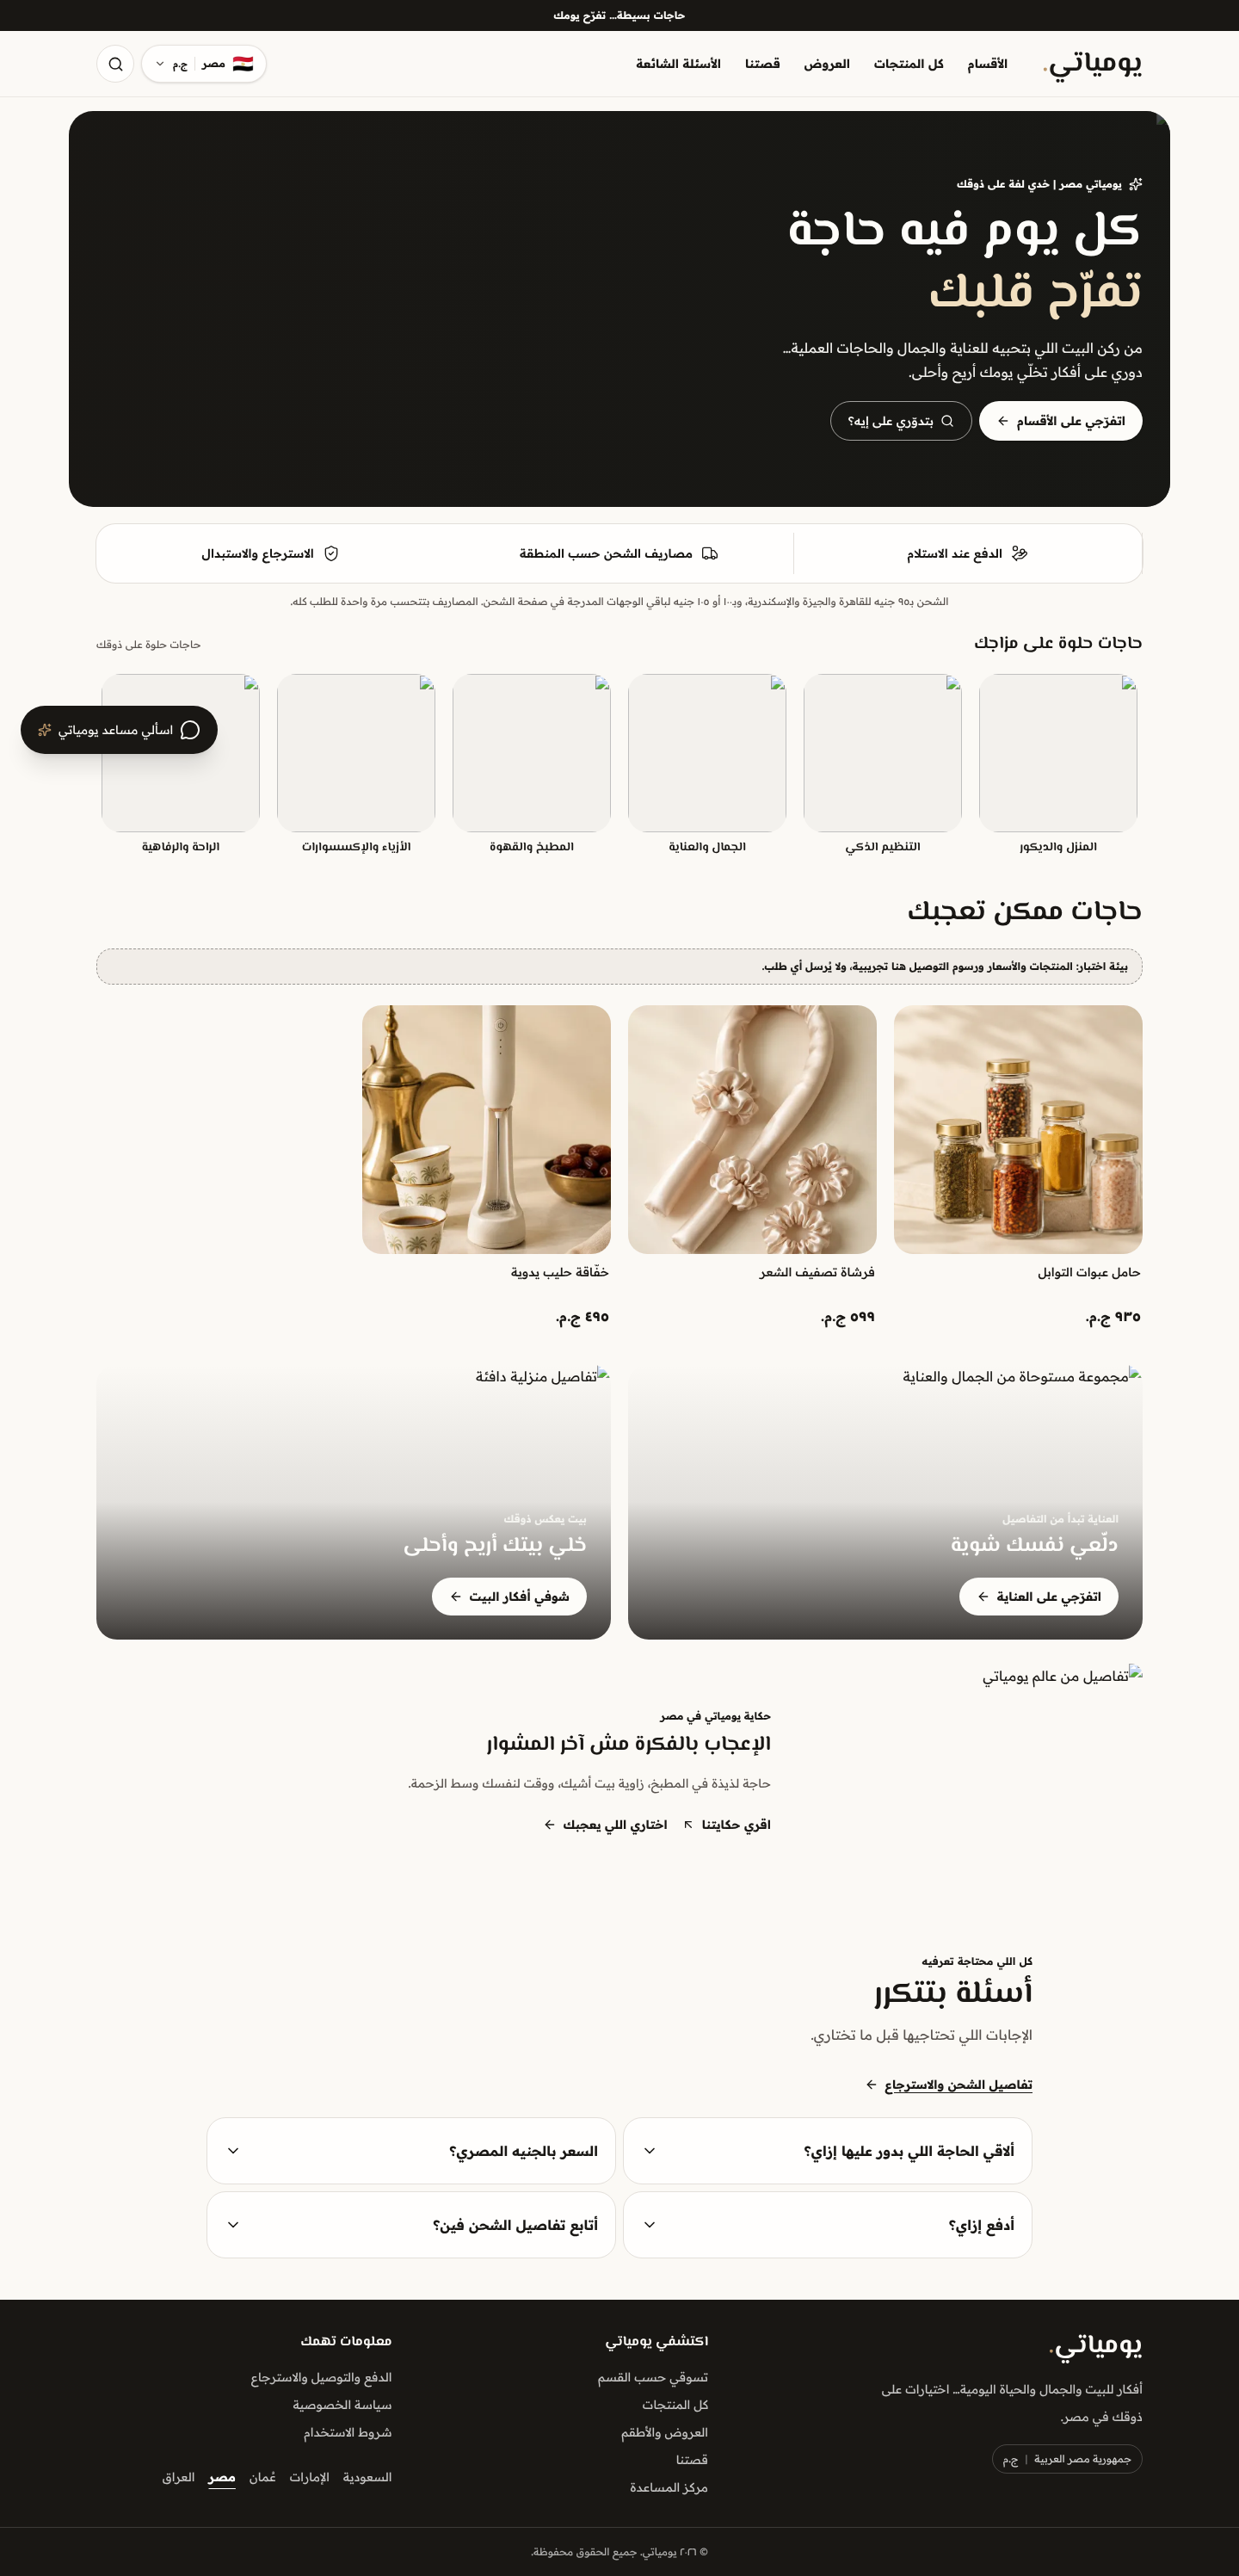 حاجات بسيطة... تفرّح يومك
يومياتي.
الأقسام
كل المنتجات
العروض
قصتنا
الأسئلة الشائعة
مصر | ج.م
يومياتي مصر | خدي لفة على ذوقك
كل يوم فيه حاجة
تفرّح قلبك
من ركن البيت اللي بتحبيه للعناية والجمال والحاجات العملية...
دوري على أفكار تخلّي يومك أريح وأحلى.
اتفرّجي على الأقسام
بتدوّري على إيه؟
الدفع عند الاستلام
مصاريف الشحن حسب المنطقة
الاسترجاع والاستبدال
الشحن بـ٩٥ جنيه للقاهرة والجيزة والإسكندرية، وبـ١٠٠ أو ١٠٥ جنيه لباقي الوجهات المدرجة في صفحة الشحن. المصاريف بتتحسب مرة واحدة للطلب كله.
حاجات حلوة على مزاجك
حاجات حلوة على ذوقك
اسألي مساعد يومياتي
المنزل والديكور
التنظيم الذكي
الجمال والعناية
المطبخ والقهوة
الأزياء والإكسسوارات
الراحة والرفاهية
حاجات ممكن تعجبك
بيئة اختبار: المنتجات والأسعار ورسوم التوصيل هنا تجريبية، ولا يُرسل أي طلب.
حامل عبوات التوابل
٩٣٥ ج.م.
فرشاة تصفيف الشعر
٥٩٩ ج.م.
خفّاقة حليب يدوية
٤٩٥ ج.م.
مجموعة مستوحاة من الجمال والعناية
العناية تبدأ من التفاصيل
دلّعي نفسك شوية
اتفرّجي على العناية
تفاصيل منزلية دافئة
بيت يعكس ذوقك
خلي بيتك أريح وأحلى
شوفي أفكار البيت
تفاصيل من عالم يومياتي
حكاية يومياتي في مصر
الإعجاب بالفكرة مش آخر المشوار
حاجة لذيذة في المطبخ، زاوية بيت أشيك، ووقت لنفسك وسط الزحمة.
اقري حكايتنا
اختاري اللي يعجبك
كل اللي محتاجة تعرفيه
أسئلة بتتكرر
الإجابات اللي تحتاجيها قبل ما تختاري.
تفاصيل الشحن والاسترجاع
ألاقي الحاجة اللي بدور عليها إزاي؟
السعر بالجنيه المصري؟
أدفع إزاي؟
أتابع تفاصيل الشحن فين؟
يومياتي.
أفكار للبيت والجمال والحياة اليومية... اختيارات على
ذوقك في مصر.
جمهورية مصر العربية | ج.م
اكتشفي يومياتي
تسوقي حسب القسم
كل المنتجات
العروض والأطقم
قصتنا
مركز المساعدة
معلومات تهمك
الدفع والتوصيل والاسترجاع
سياسة الخصوصية
شروط الاستخدام
السعودية
الإمارات
عُمان
مصر
العراق
© ٢٠٢٦ يومياتي. جميع الحقوق محفوظة.